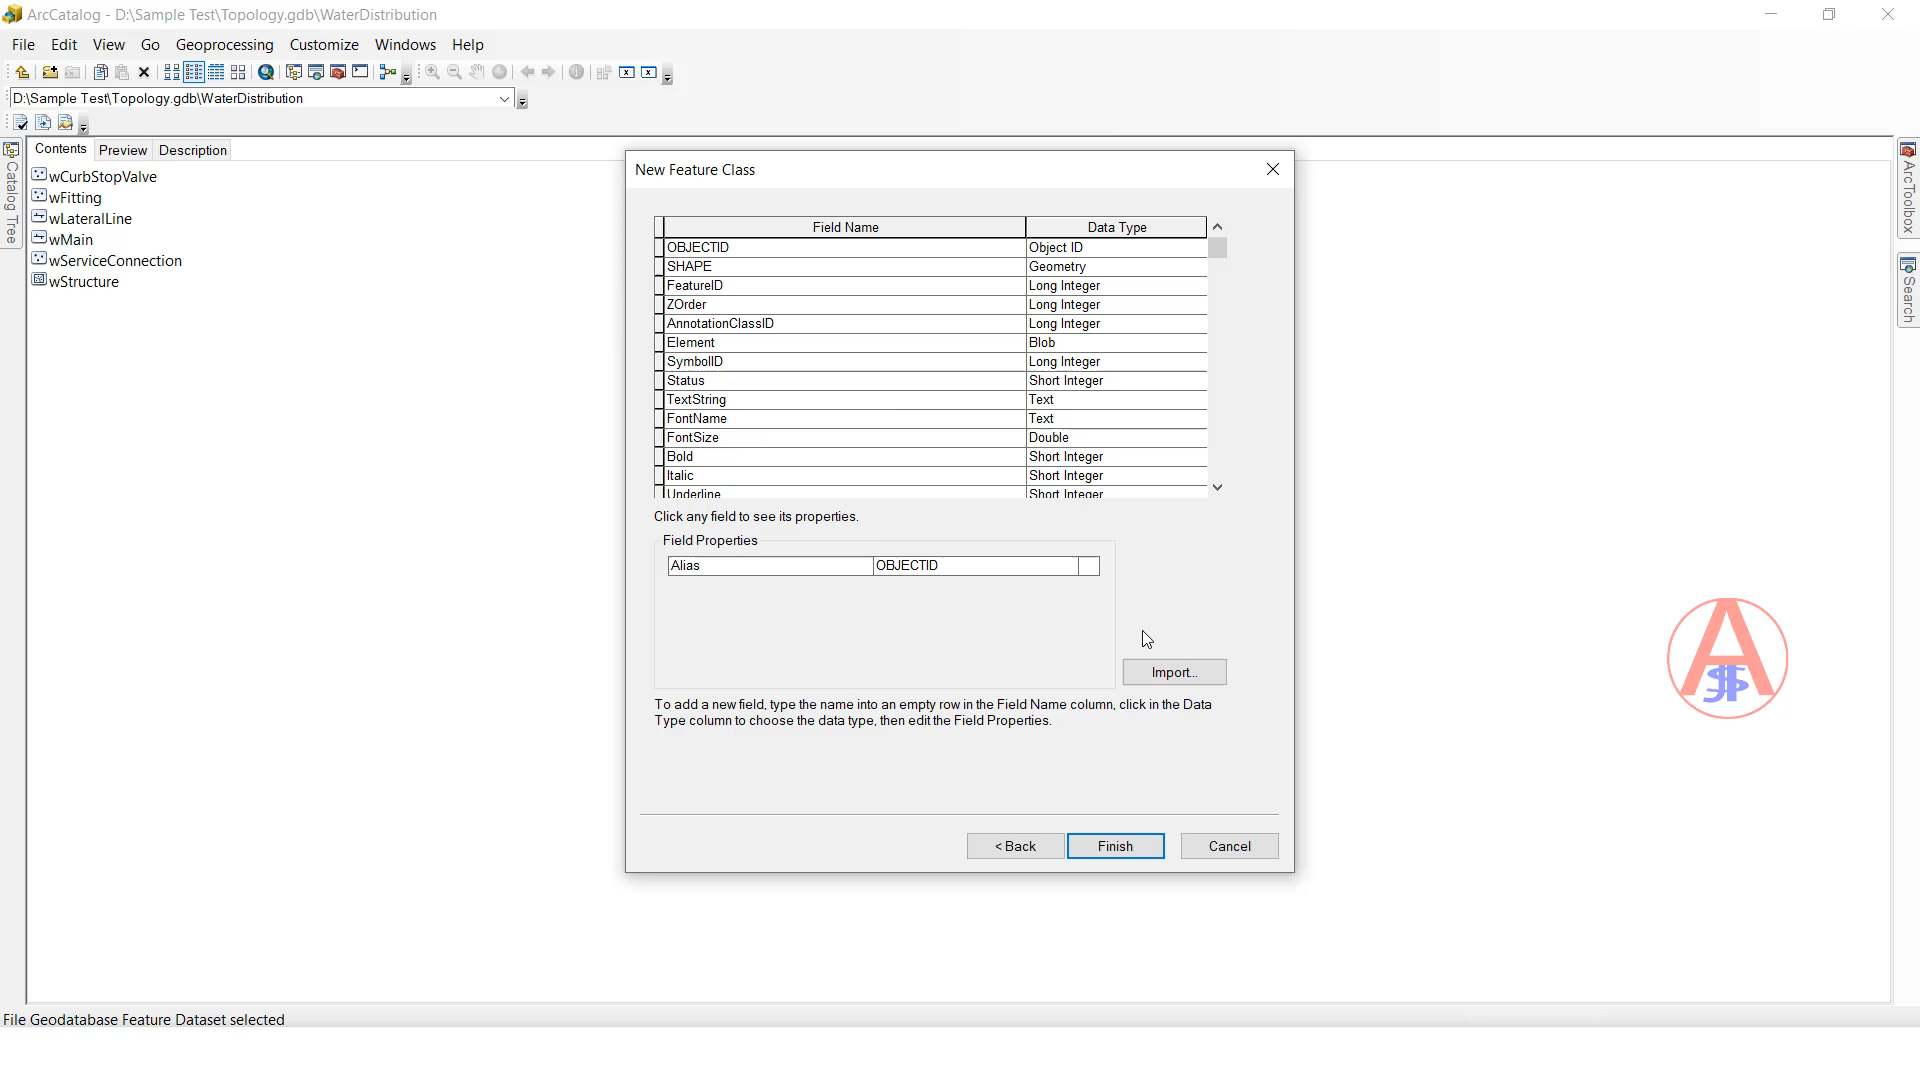 ArcCatalog - D:\Sample Test\Topology.gdb\WaterDistribution
File Edit View Go Geoprocessing Customize Windows Help
D:\Sample Test\Topology.gdb\WaterDistribution
Catalog Tree
Contents Preview Description
wCurbStopValve
wFitting
wLateralLine
wMain
wServiceConnection
wStructure
New Feature Class
Field Name Data Type
OBJECTID Object ID
SHAPE Geometry
FeatureID Long Integer
ZOrder Long Integer
AnnotationClassID Long Integer
Element Blob
SymbolID Long Integer
Status Short Integer
TextString Text
FontName Text
FontSize Double
Bold Short Integer
Italic Short Integer
Underline Short Integer
Click any field to see its properties.
Field Properties
Alias OBJECTID
Import...
To add a new field, type the name into an empty row in the Field Name column, click in the Data
Type column to choose the data type, then edit the Field Properties.
< Back Finish Cancel
ArcToolbox
Search
File Geodatabase Feature Dataset selected